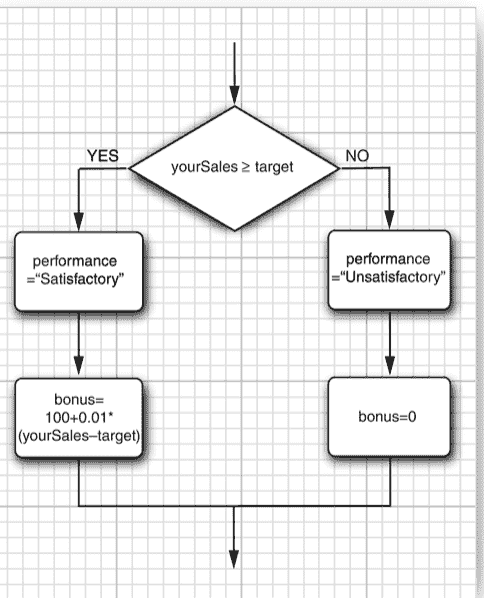 yourSales ≥ target
YES
NO
performance
="Satisfactory"
performance
="Unsatisfactory"
bonus=
100+0.01*
(yourSales–target)
bonus=0